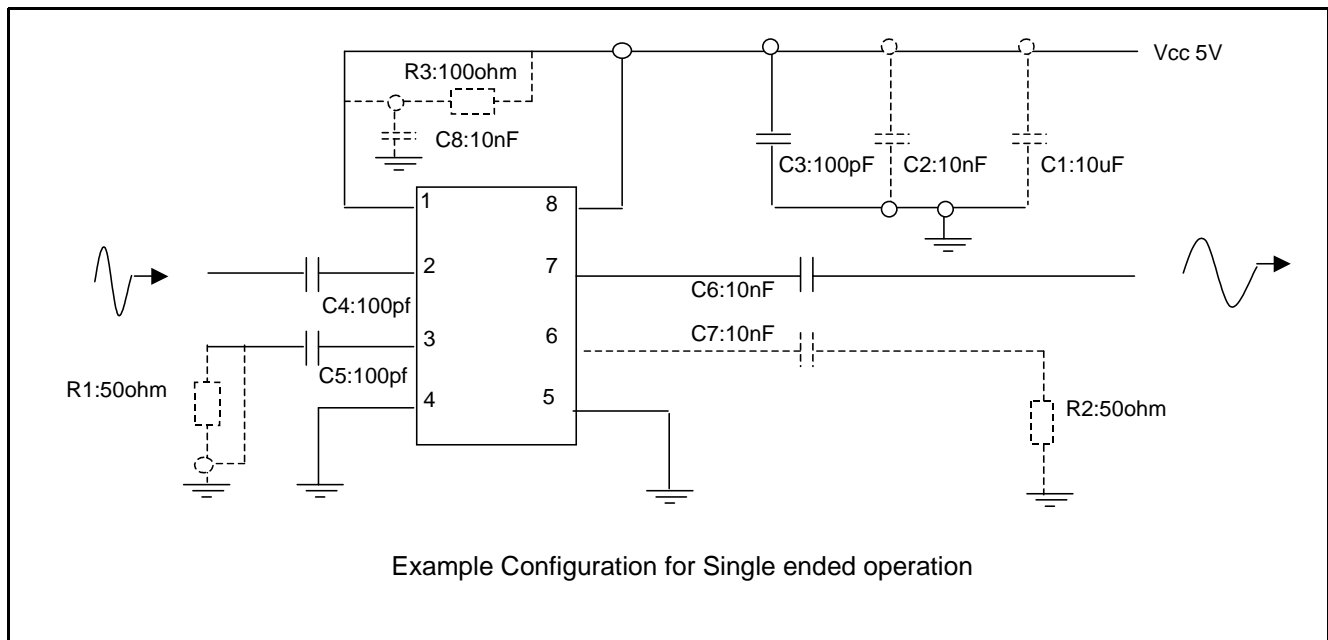 Vcc 5V
R3:100ohm
C8:10nF
C3:100pF
C2:10nF
C1:10uF
1
8
2
7
C4:100pf
C6:10nF
3
6
C7:10nF
C5:100pf
R1:50ohm
4
5
R2:50ohm
Example Configuration for Single ended operation